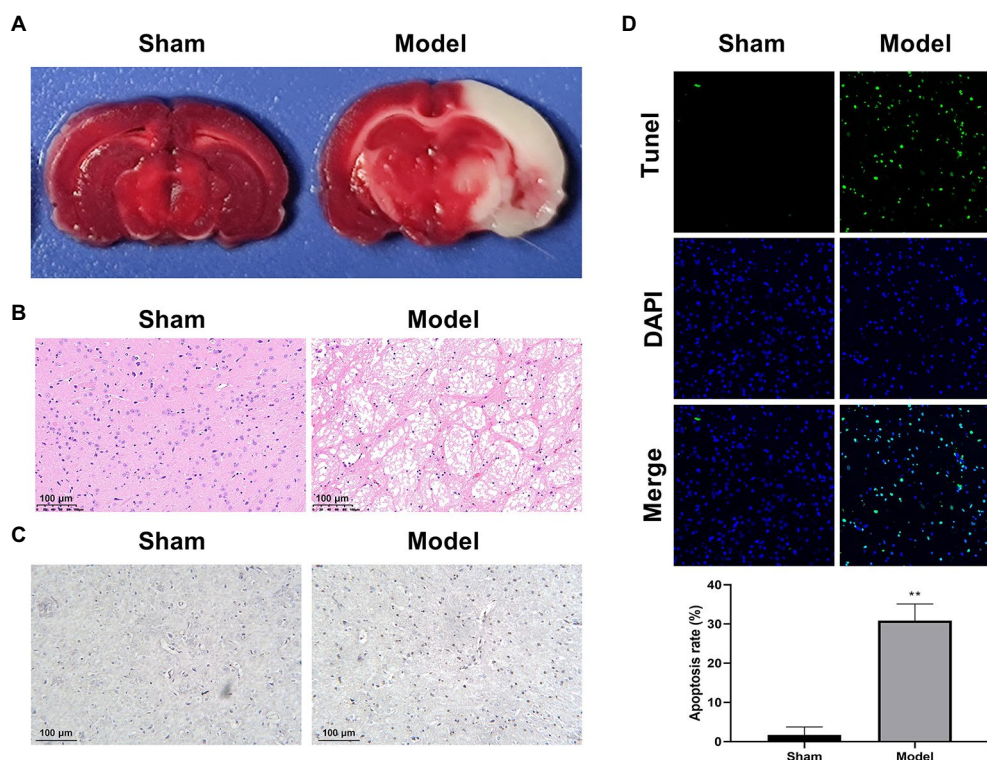 A
Sham Model
B
Sham Model
100 μm 100 μm
C
Sham Model
100 μm 100 μm
D
Sham Model
Tunel
DAPI
Merge
Apoptosis rate (%)
40
30
20
10
0
**
Sham Model